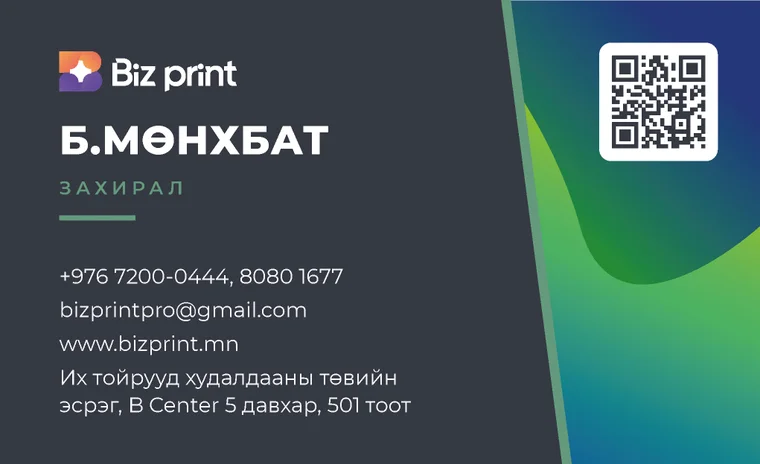 Biz print
Б.МӨНХБАТ
ЗАХИРАЛ
+976 7200-0444, 8080 1677
bizprintpro@gmail.com
www.bizprint.mn
Их тойрууд худалдааны төвийн
эсрэг, B Center 5 давхар, 501 тоот